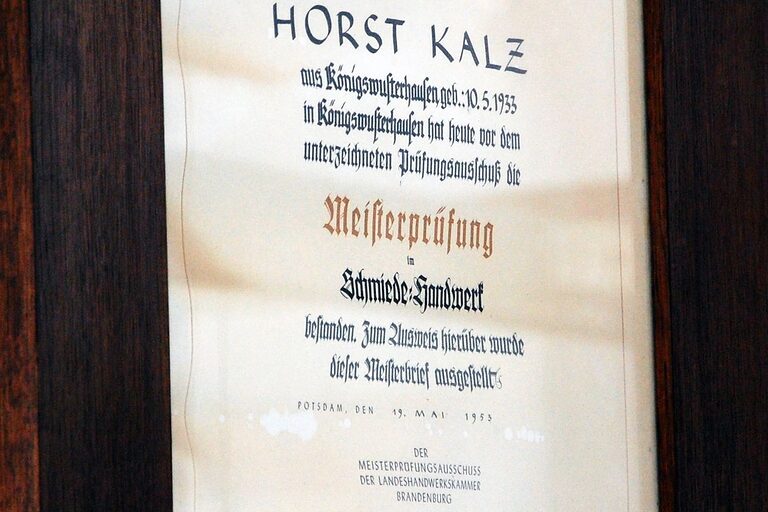 HORST KALZ
aus Königswusterhausen, geb.: 10.5.1933
in Königswusterhausen hat heute vor dem
unterzeichneten Prüfungsausschuß die
Meisterprüfung
im
Schmiede-Handwerk
bestanden. Zum Ausweis hierüber wurde
dieser Meisterbrief ausgestellt
POTSDAM, DEN 19. MAI 1953
DER
MEISTERPRÜFUNGSAUSSCHUSS
DER LANDESHANDWERKSKAMMER
BRANDENBURG